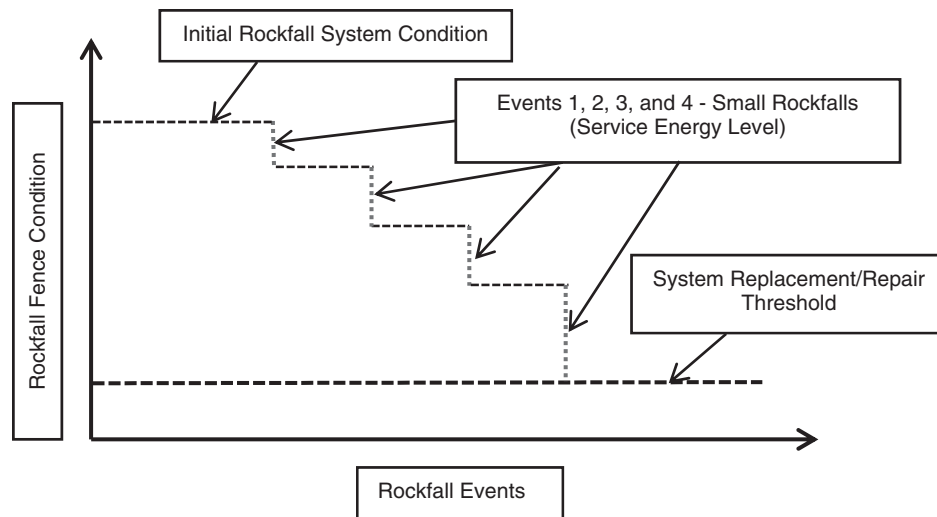 Initial Rockfall System Condition
Events 1, 2, 3, and 4 - Small Rockfalls
(Service Energy Level)
Rockfall Fence Condition
System Replacement/Repair
Threshold
Rockfall Events